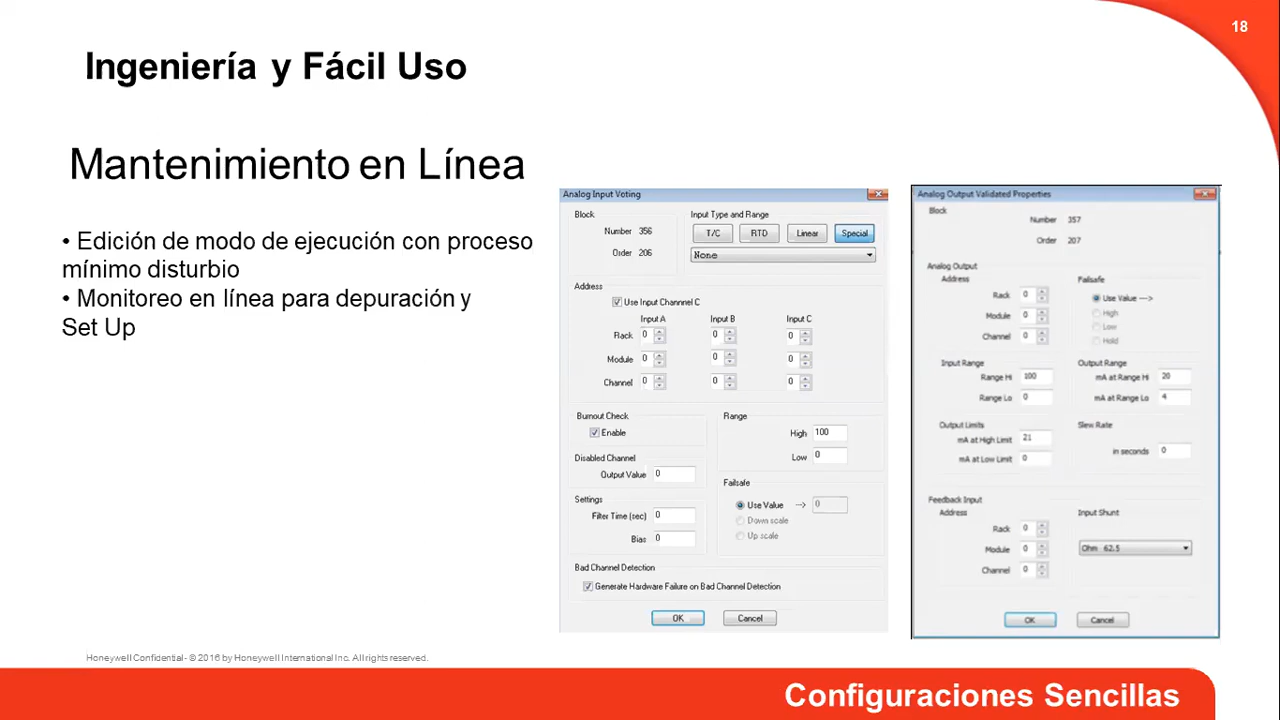 18
Ingeniería y Fácil Uso
Mantenimiento en Línea
• Edición de modo de ejecución con proceso
mínimo disturbio
• Monitoreo en línea para depuración y
Set Up
Analog Input Voting
Block
Number 356
Order 206
Input Type and Range
T/C RTD Linear Special
None
Address
Use Input Channel C
Input A Input B Input C
Rack 0 0 0
Module 0 0 0
Channel 0 0 0
Burnout Check
Enable
Disabled Channel
Output Value 0
Settings
Filter Time (sec) 0
Bias 0
Range
High 100
Low 0
Failsafe
Use Value --> 0
Down scale
Up scale
Bad Channel Detection
Generate Hardware Failure on Bad Channel Detection
OK Cancel
Analog Output Validated Properties
Block
Number 357
Order 207
Analog Output
Address
Rack 0
Module 0
Channel 0
Failsafe
Use Value --->
High
Low
Hold
Input Range
Range Hi 100
Range Lo 0
Output Range
mA at Range Hi 20
mA at Range Lo 4
Output Limits
mA at High Limit 21
mA at Low Limit 0
Slew Rate
in seconds 0
Feedback Input
Address
Rack 0
Module 0
Channel 0
Input Shunt
Ohm 62.5
OK Cancel
Honeywell Confidential - © 2016 by Honeywell International Inc. All rights reserved.
Configuraciones Sencillas